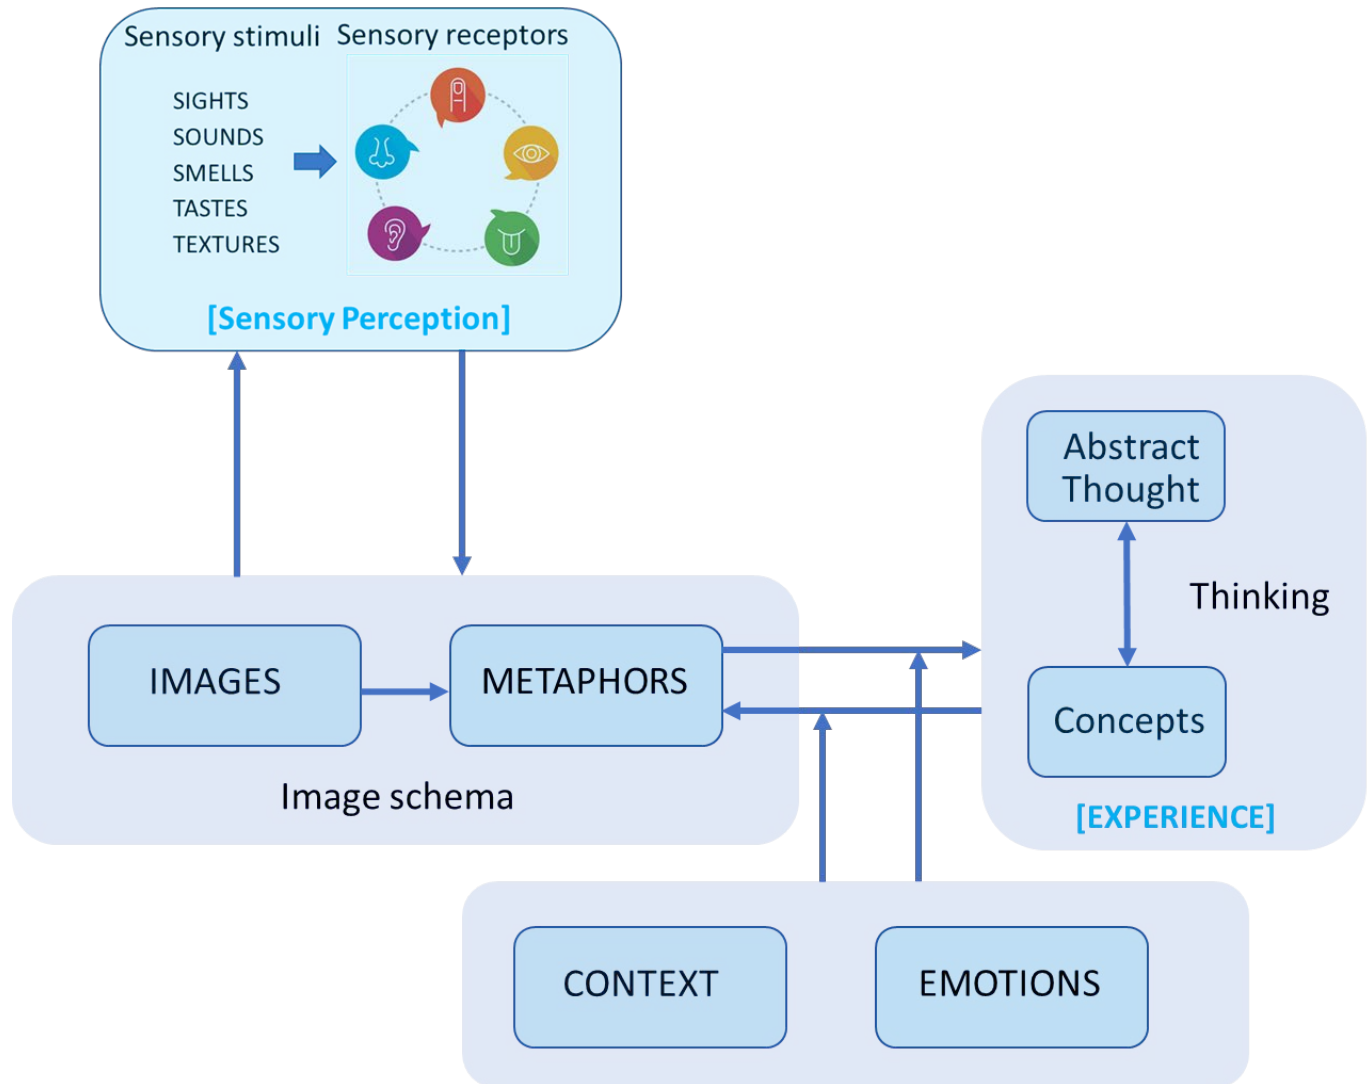 Sensory stimuli
Sensory receptors
SIGHTS
SOUNDS
SMELLS
TASTES
TEXTURES
[Sensory Perception]
Abstract
Thought
Thinking
Concepts
[EXPERIENCE]
IMAGES
METAPHORS
Image schema
CONTEXT
EMOTIONS